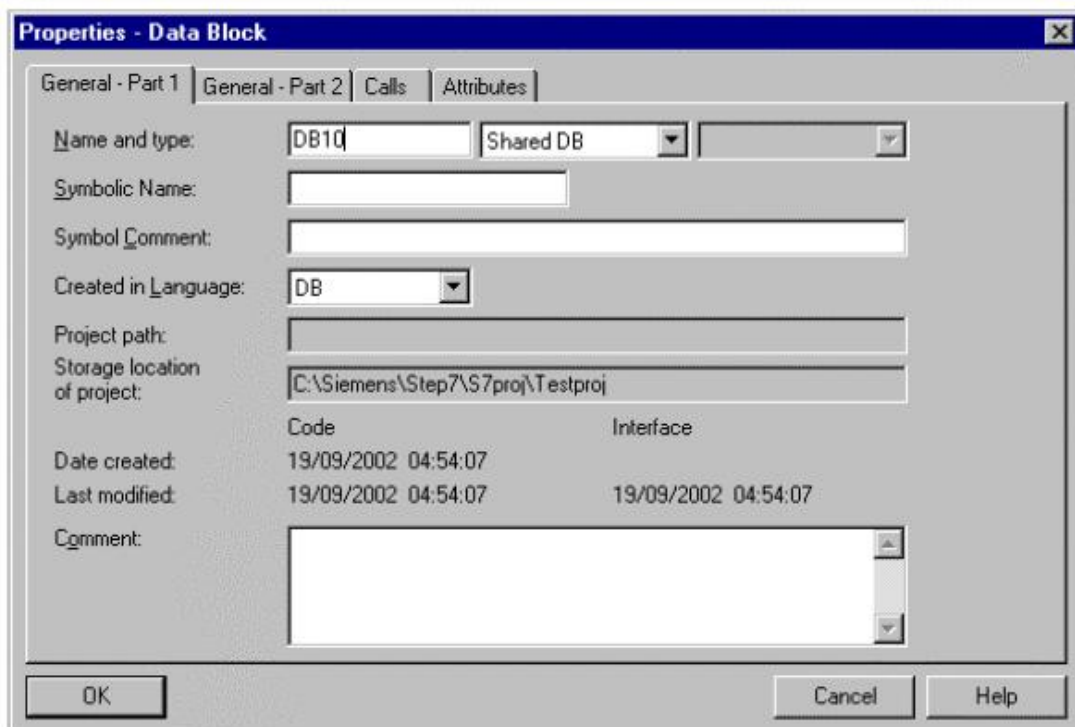 Properties - Data Block
General - Part 1 General - Part 2 Calls Attributes
Name and type: DB10 Shared DB
Symbolic Name:
Symbol Comment:
Created in Language: DB
Project path:
Storage location
of project: C:\Siemens\Step7\S7proj\Testproj
Code Interface
Date created: 19/09/2002 04:54:07
Last modified: 19/09/2002 04:54:07 19/09/2002 04:54:07
Comment:
OK Cancel Help